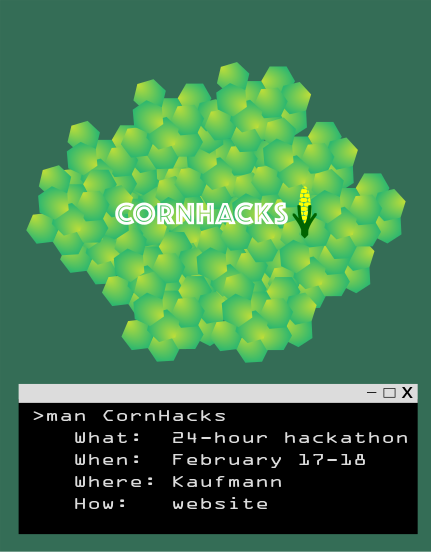 CORNHACKS
X
>man CornHacks
What: 24-hour hackathon
When: February 17-18
Where: Kaufmann
How: website